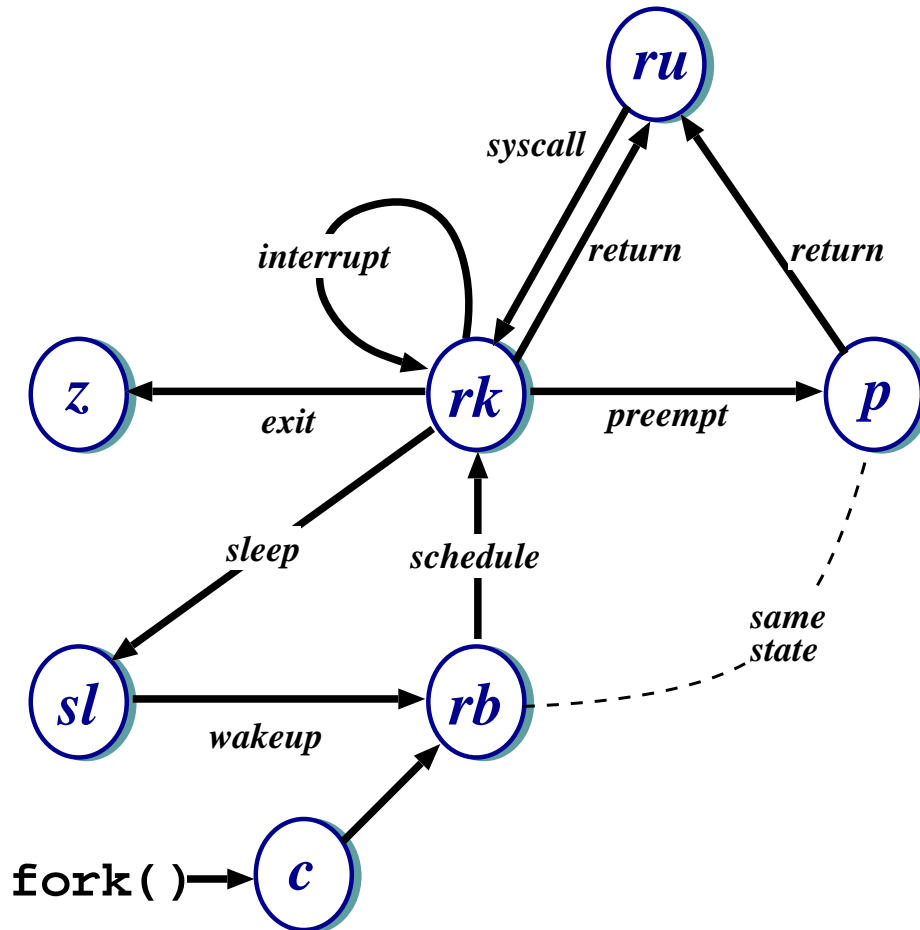 ru
syscall
interrupt
return
return
z
rk
p
exit
preempt
sleep
schedule
same
state
sl
rb
wakeup
fork()
c